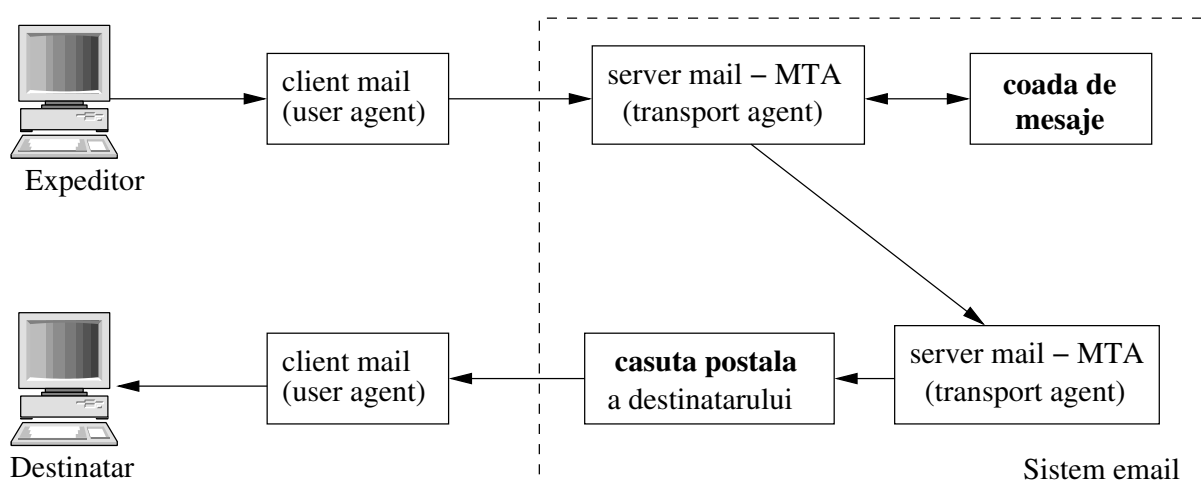 client mail
(user agent)
server mail – MTA
(transport agent)
coada de
mesaje
Expeditor
client mail
(user agent)
casuta postala
a destinatarului
server mail – MTA
(transport agent)
Destinatar
Sistem email